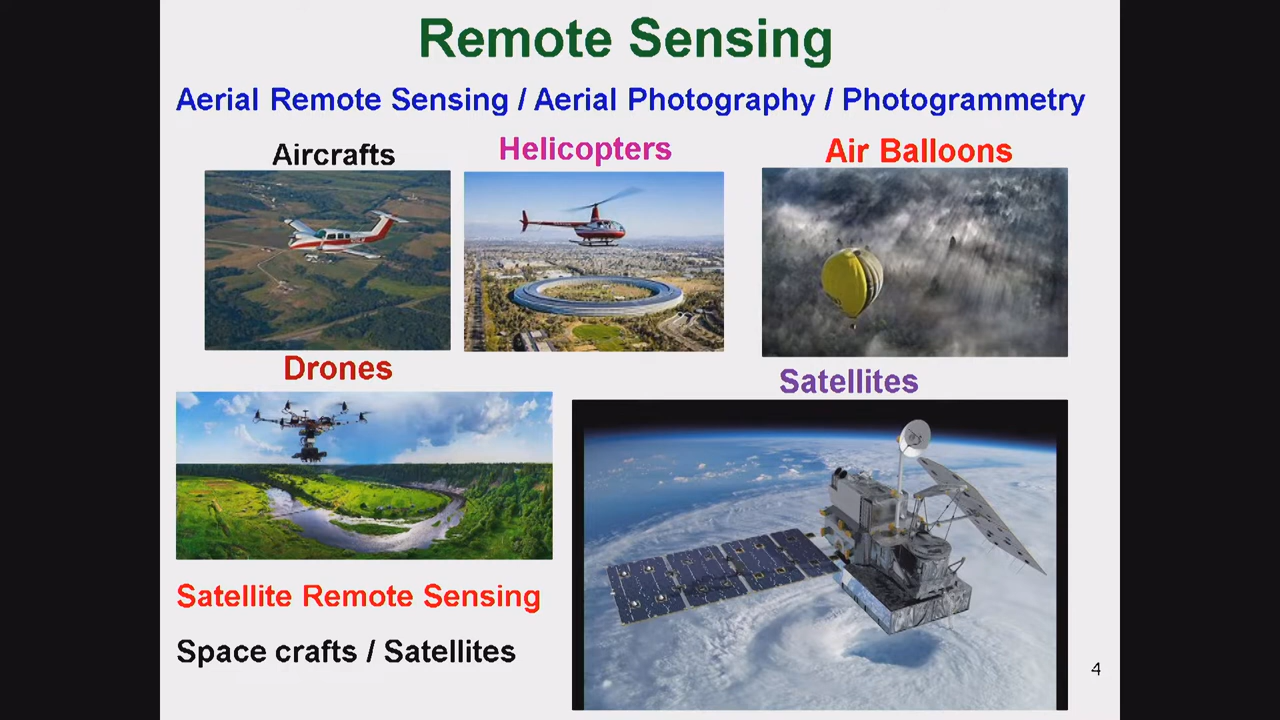 Remote Sensing
Aerial Remote Sensing / Aerial Photography / Photogrammetry
Aircrafts
Helicopters
Air Balloons
Drones
Satellites
Satellite Remote Sensing
Space crafts / Satellites
4